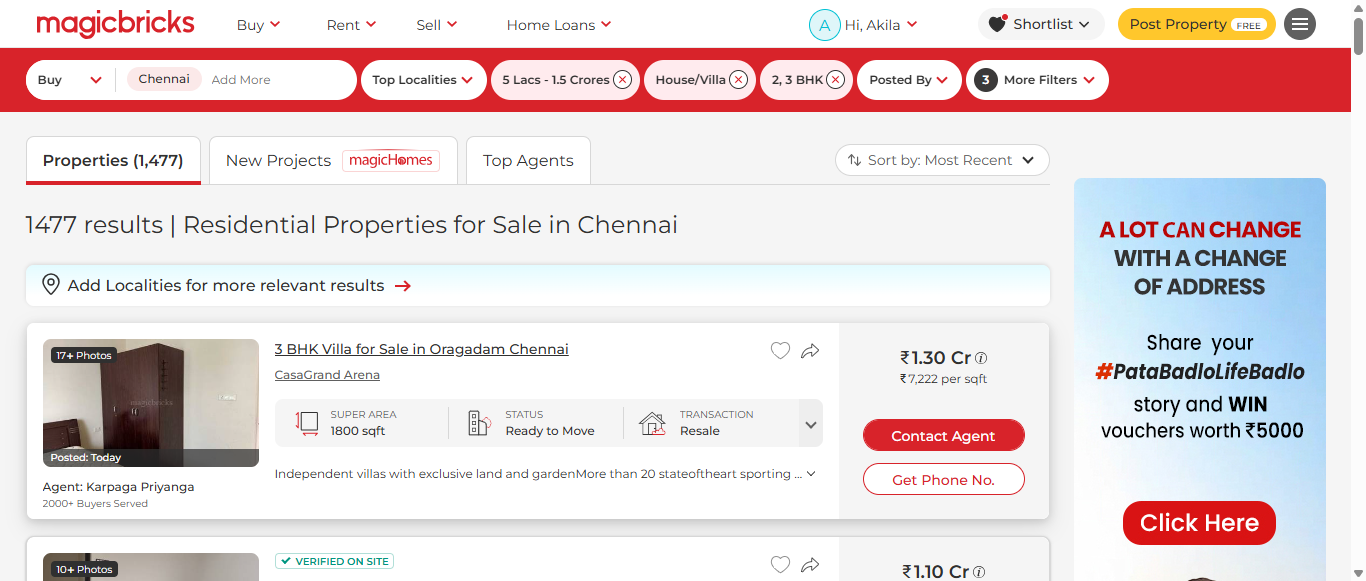 magicbricks
Buy Rent Sell Home Loans A Hi, Akila Shortlist Post Property FREE
Buy Chennai Add More Top Localities 5 Lacs - 1.5 Crores House/Villa 2, 3 BHK Posted By 3 More Filters
Properties (1,477) New Projects magicHomes Top Agents Sort by: Most Recent
1477 results | Residential Properties for Sale in Chennai
Add Localities for more relevant results
17+ Photos
magicbricks
Posted: Today
Agent: Karpaga Priyanga
2000+ Buyers Served
3 BHK Villa for Sale in Oragadam Chennai
CasaGrand Arena
SUPER AREA
1800 sqft
STATUS
Ready to Move
TRANSACTION
Resale
Independent villas with exclusive land and gardenMore than 20 stateoftheart sporting ...
₹1.30 Cr
₹7,222 per sqft
Contact Agent
Get Phone No.
10+ Photos
VERIFIED ON SITE
₹1.10 Cr
A LOT CAN CHANGE
WITH A CHANGE
OF ADDRESS
Share your
#PataBadloLifeBadlo
story and WIN
vouchers worth ₹5000
Click Here